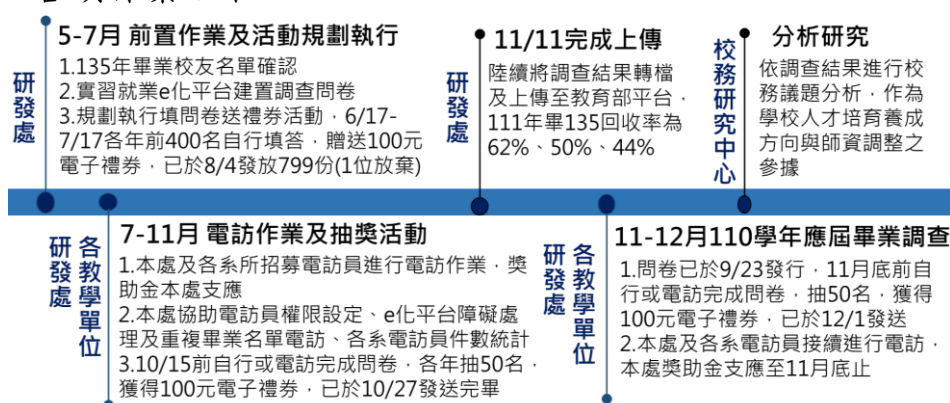 5-7月 前置作業及活動規劃執行
研發處
1.135年畢業校友名單確認
2.實習就業e化平台建置調查問卷
3.規劃執行填問卷送禮券活動，6/17-
7/17各年前400名自行填答，贈送100元
電子禮券，已於8/4發放799份(1位放棄)
11/11完成上傳
研發處
陸續將調查結果轉檔
及上傳至教育部平台，
111年畢135回收率為
62%、50%、44%
分析研究
校務研究中心
依調查結果進行校
務議題分析，作為
學校人才培育養成
方向與師資調整之
參據
7-11月 電訪作業及抽獎活動
各教學單位
研發處
1.本處及各系所招募電訪員進行電訪作業，獎
助金本處支應
2.本處協助電訪員權限設定、e化平台障礙處
理及重複畢業名單電訪、各系電訪員件數統計
3.10/15前自行或電訪完成問卷，各年抽50名，
獲得100元電子禮券，已於10/27發送完畢
11-12月110學年應屆畢業調查
各教學單位
研發處
1.問卷已於9/23發行，11月底前自
行或電訪完成問卷，抽50名，獲得
100元電子禮券，已於12/1發送
2.本處及各系電訪員接續進行電訪，
本處獎助金支應至11月底止